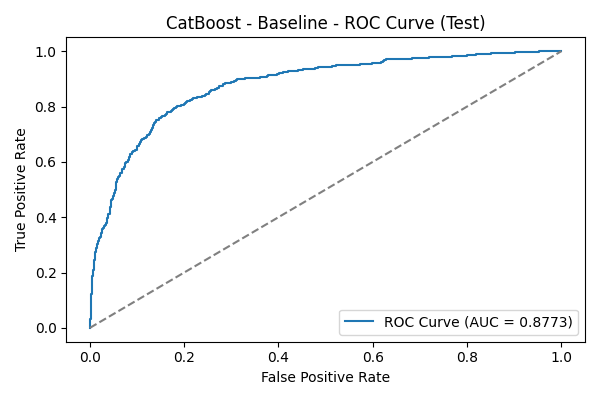 CatBoost - Baseline - ROC Curve (Test)
True Positive Rate
1.0
0.8
0.6
0.4
0.2
0.0
ROC Curve (AUC = 0.8773)
0.0 0.2 0.4 0.6 0.8 1.0
False Positive Rate